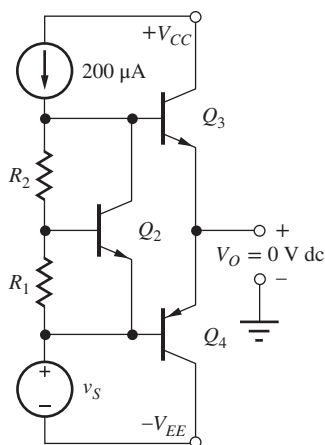 +V_CC
200 μA
Q_3
R_2
Q_2
+
V_O = 0 V dc
R_1
−
Q_4
+
v_S
−
−V_EE